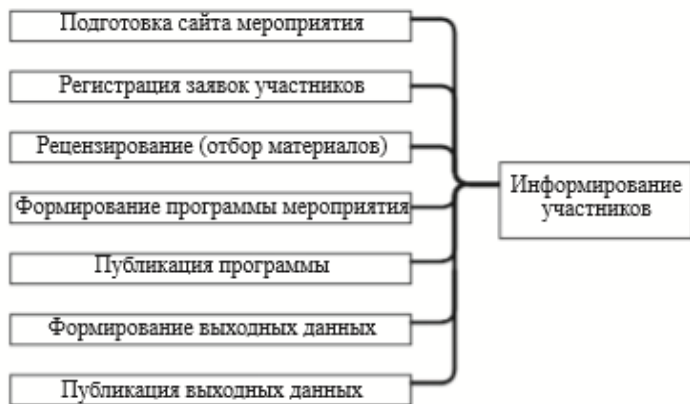 Подготовка сайта мероприятия
Регистрация заявок участников
Рецензирование (отбор материалов)
Формирование программы мероприятия
Публикация программы
Формирование выходных данных
Публикация выходных данных
Информирование
участников